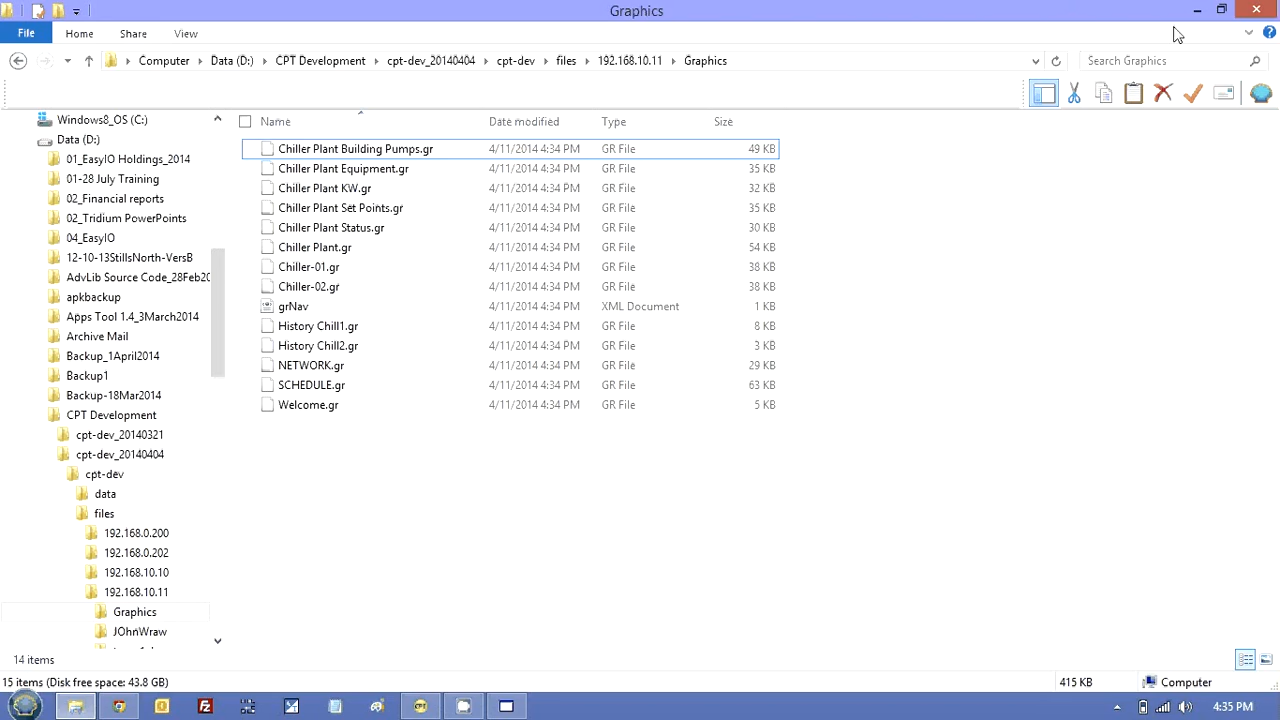 Graphics
File Home Share View
Computer Data (D:) CPT Development cpt-dev_20140404 cpt-dev files 192.168.10.11 Graphics Search Graphics
Name Date modified Type Size
Windows8_OS (C:)
Data (D:)
01_EasyIO Holdings_2014
01-28 July Training
02_Financial reports
02_Tridium PowerPoints
04_EasyIO
12-10-13StillsNorth-VersB
AdvLib Source Code_28Feb20
apkbackup
Apps Tool 1.4_3March2014
Archive Mail
Backup_1April2014
Backup1
Backup-18Mar2014
CPT Development
cpt-dev_20140321
cpt-dev_20140404
cpt-dev
data
files
192.168.0.200
192.168.0.202
192.168.10.10
192.168.10.11
Graphics
JOhnWraw
Chiller Plant Building Pumps.gr 4/11/2014 4:34 PM GR File 49 KB
Chiller Plant Equipment.gr 4/11/2014 4:34 PM GR File 35 KB
Chiller Plant KW.gr 4/11/2014 4:34 PM GR File 32 KB
Chiller Plant Set Points.gr 4/11/2014 4:34 PM GR File 35 KB
Chiller Plant Status.gr 4/11/2014 4:34 PM GR File 30 KB
Chiller Plant.gr 4/11/2014 4:34 PM GR File 54 KB
Chiller-01.gr 4/11/2014 4:34 PM GR File 38 KB
Chiller-02.gr 4/11/2014 4:34 PM GR File 38 KB
grNav 4/11/2014 4:34 PM XML Document 1 KB
History Chill1.gr 4/11/2014 4:34 PM GR File 8 KB
History Chill2.gr 4/11/2014 4:34 PM GR File 3 KB
NETWORK.gr 4/11/2014 4:34 PM GR File 29 KB
SCHEDULE.gr 4/11/2014 4:34 PM GR File 63 KB
Welcome.gr 4/11/2014 4:34 PM GR File 5 KB
14 items
15 items (Disk free space: 43.8 GB) 415 KB Computer
4:35 PM